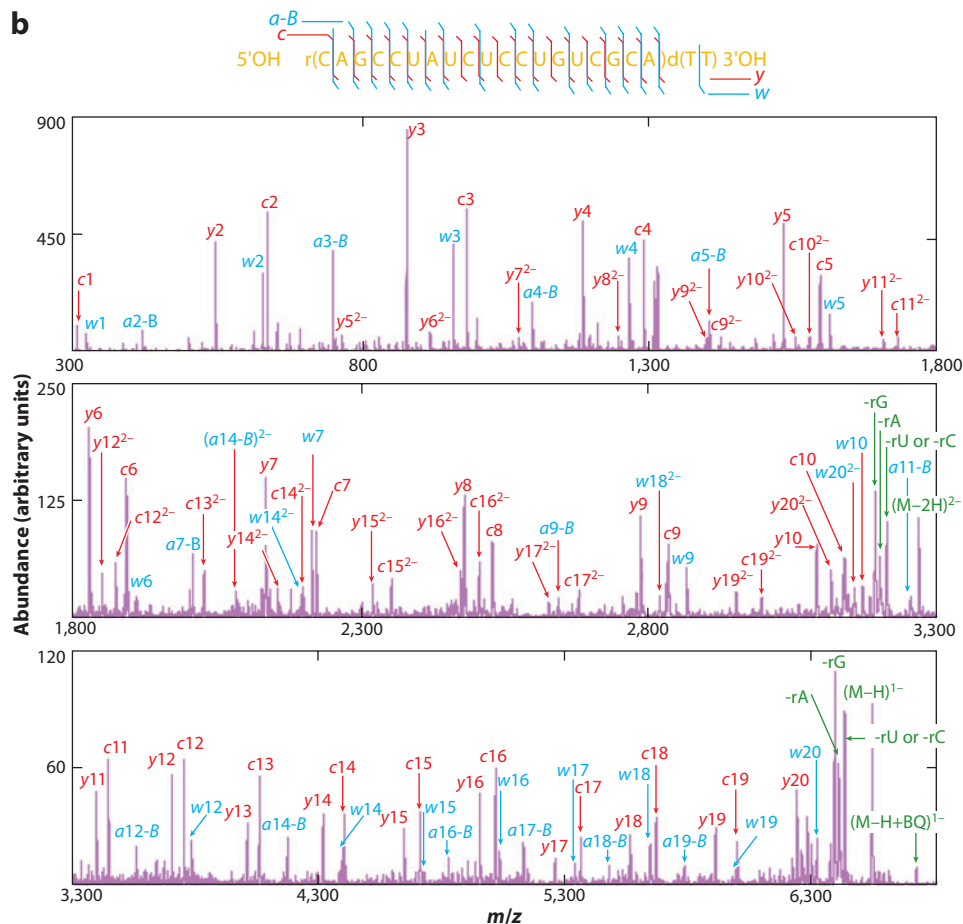 b
a-B
c
5'OH r(CAGCCUAUCUCCUGUCGCA)d(TT) 3'OH
y
w
Abundance (arbitrary units)
900
450
c1
w1
a2-B
y2
w2
c2
a3-B
y5²⁻
y3
y6²⁻
w3
c3
y7²⁻
a4-B
y4
y8²⁻
w4
c4
y9²⁻
a5-B
c9²⁻
y10²⁻
y5
c10²⁻
c5
w5
y11²⁻
c11²⁻
300 800 1,300 1,800
250
125
y6
y12²⁻
c12²⁻
c6
w6
a7-B
c13²⁻
(a14-B)²⁻
y14²⁻
y7
w14²⁻
c14²⁻
w7
c7
y15²⁻
c15²⁻
y16²⁻
y8
c16²⁻
c8
y17²⁻
a9-B
c17²⁻
y9
w18²⁻
c9
w9
y19²⁻
c19²⁻
y10
y20²⁻
c10
w20²⁻
w10
-rG
-rA
-rU or -rC
a11-B
(M–2H)²⁻
1,800 2,300 2,800 3,300
120
60
y11
c11
a12-B
y12
c12
w12
y13
c13
a14-B
y14
c14
w14
y15
c15
w15
a16-B
y16
c16
w16
a17-B
y17
w17
c17
a18-B
y18
w18
c18
a19-B
y19
c19
w19
y20
w20
-rA
-rG
(M–H)¹⁻
-rU or -rC
(M–H+BQ)¹⁻
3,300 4,300 5,300 6,300
m/z